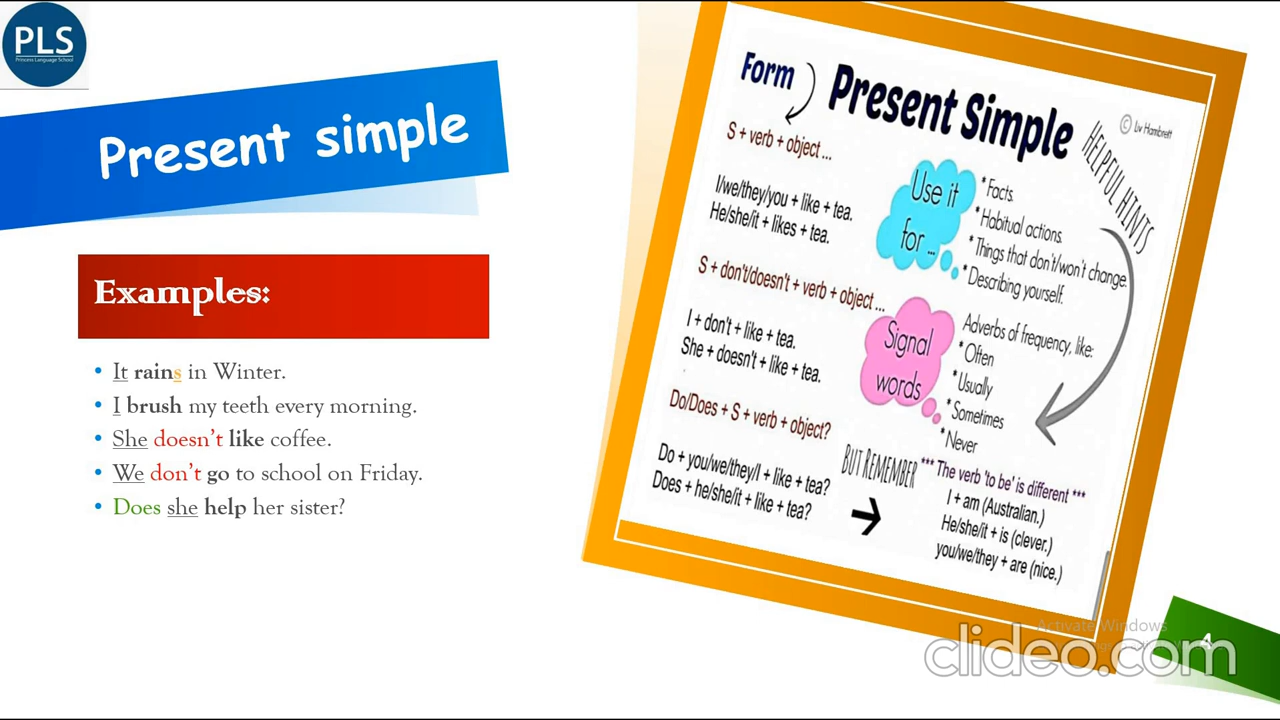 PLS
Princess Language School
Present simple
Examples:
It rains in Winter.
I brush my teeth every morning.
She doesn't like coffee.
We don't go to school on Friday.
Does she help her sister?
Form
Present Simple
© Liv Hambrett
HELPFUL HINTS
S + verb + object ...
I/we/they/you + like + tea.
He/she/it + likes + tea.
S + don't/doesn't + verb + object ...
I + don't + like + tea.
She + doesn't + like + tea.
Do/Does + S + verb + object?
Do + you/we/they/I + like + tea?
Does + he/she/it + like + tea?
Use it
for ...
* Facts.
* Habitual actions.
* Things that don't/won't change.
* Describing yourself.
Signal
words
Adverbs of frequency, like:
* Often
* Usually
* Sometimes
* Never
BUT REMEMBER
*** The verb 'to be' is different ***
I + am (Australian.)
He/she/it + is (clever.)
you/we/they + are (nice.)
Activate Windows
clideo.com
4